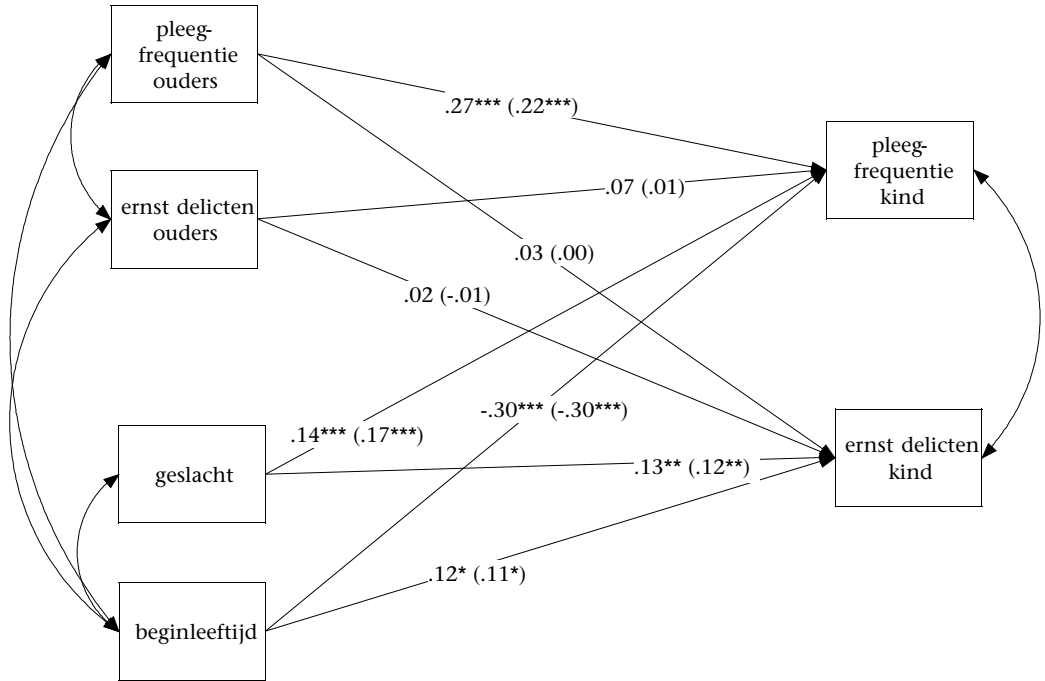 pleeg-
frequentie
ouders
.27*** (.22***)
pleeg-
frequentie
kind
ernst delicten
ouders
.07 (.01)
.03 (.00)
.02 (-.01)
-.30*** (-.30***)
.14*** (.17***)
geslacht
.13** (.12**)
ernst delicten
kind
.12* (.11*)
beginleeftijd